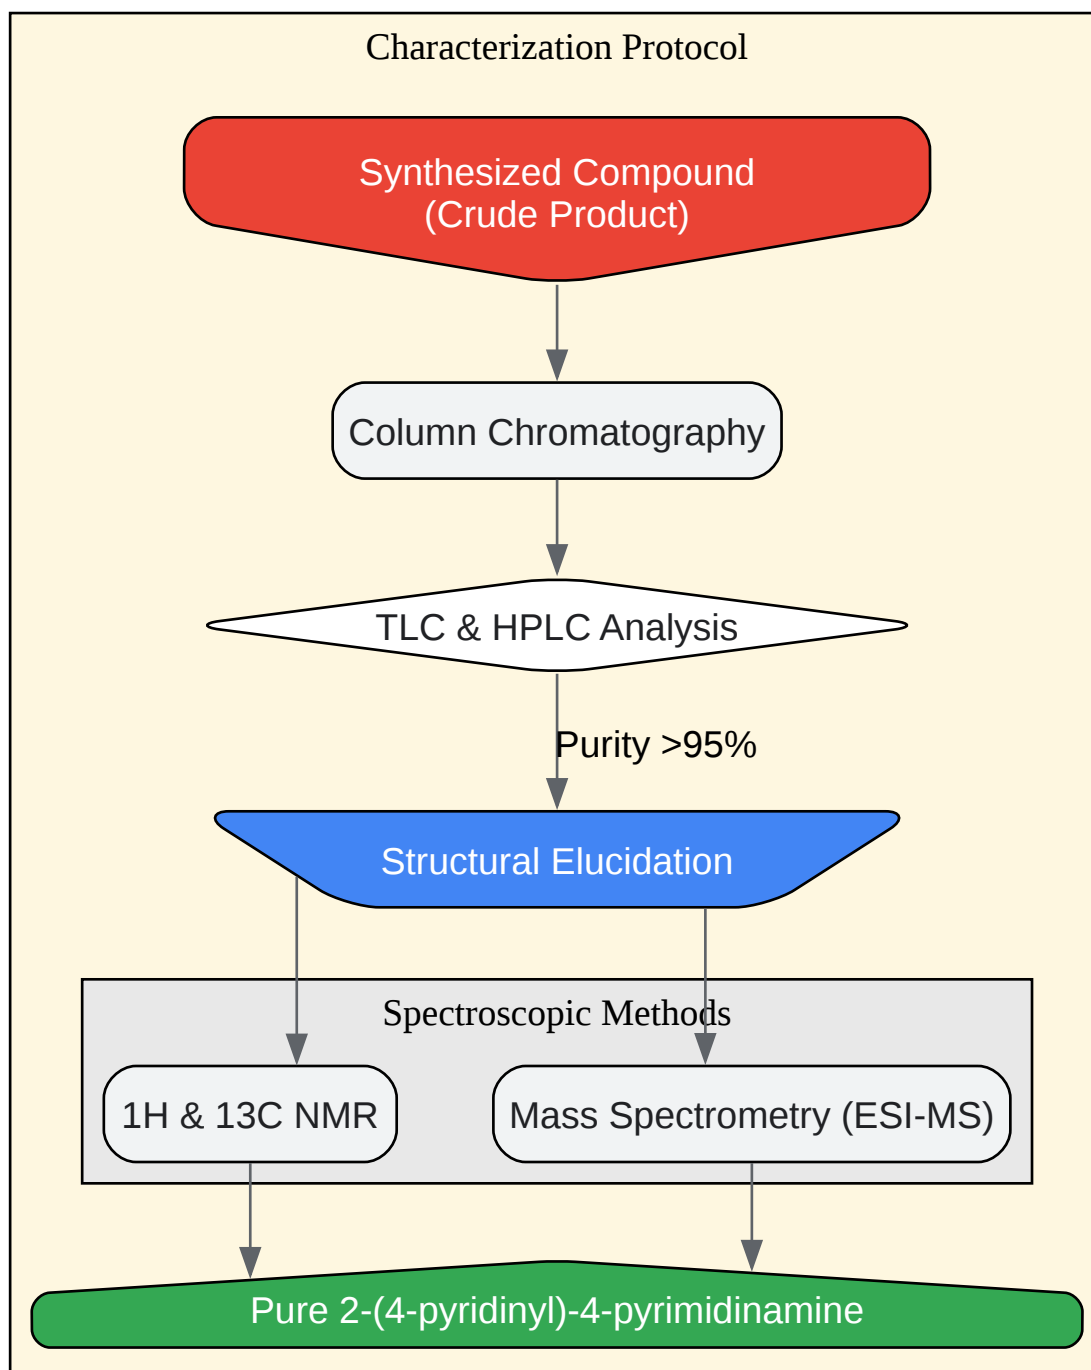 Characterization Protocol
Synthesized Compound
(Crude Product)
Column Chromatography
TLC & HPLC Analysis
Purity >95%
Structural Elucidation
Spectroscopic Methods
1H & 13C NMR
Mass Spectrometry (ESI-MS)
Pure 2-(4-pyridinyl)-4-pyrimidinamine